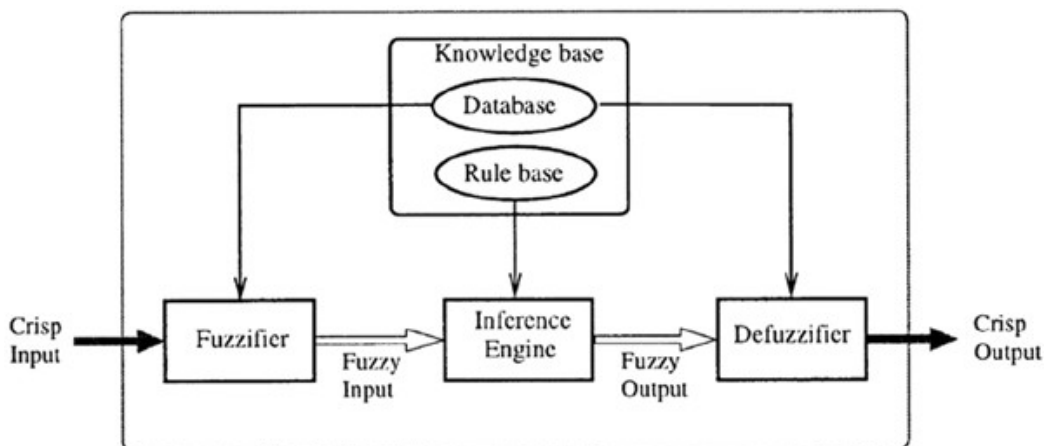 Knowledge base
Database
Rule base
Crisp
Input
Fuzzifier
Fuzzy
Input
Inference
Engine
Fuzzy
Output
Defuzzifier
Crisp
Output